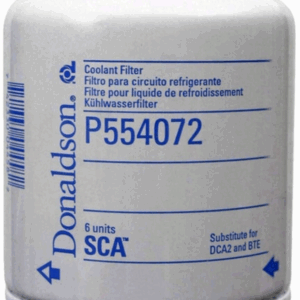 Donaldson.
Coolant Filter
Filtro para circuito refrigerante
Filtre pour liquide de refroidissement
Kühlwasserfilter
P554072
6 units
SCA™
Substitute for
DCA2 and BTE